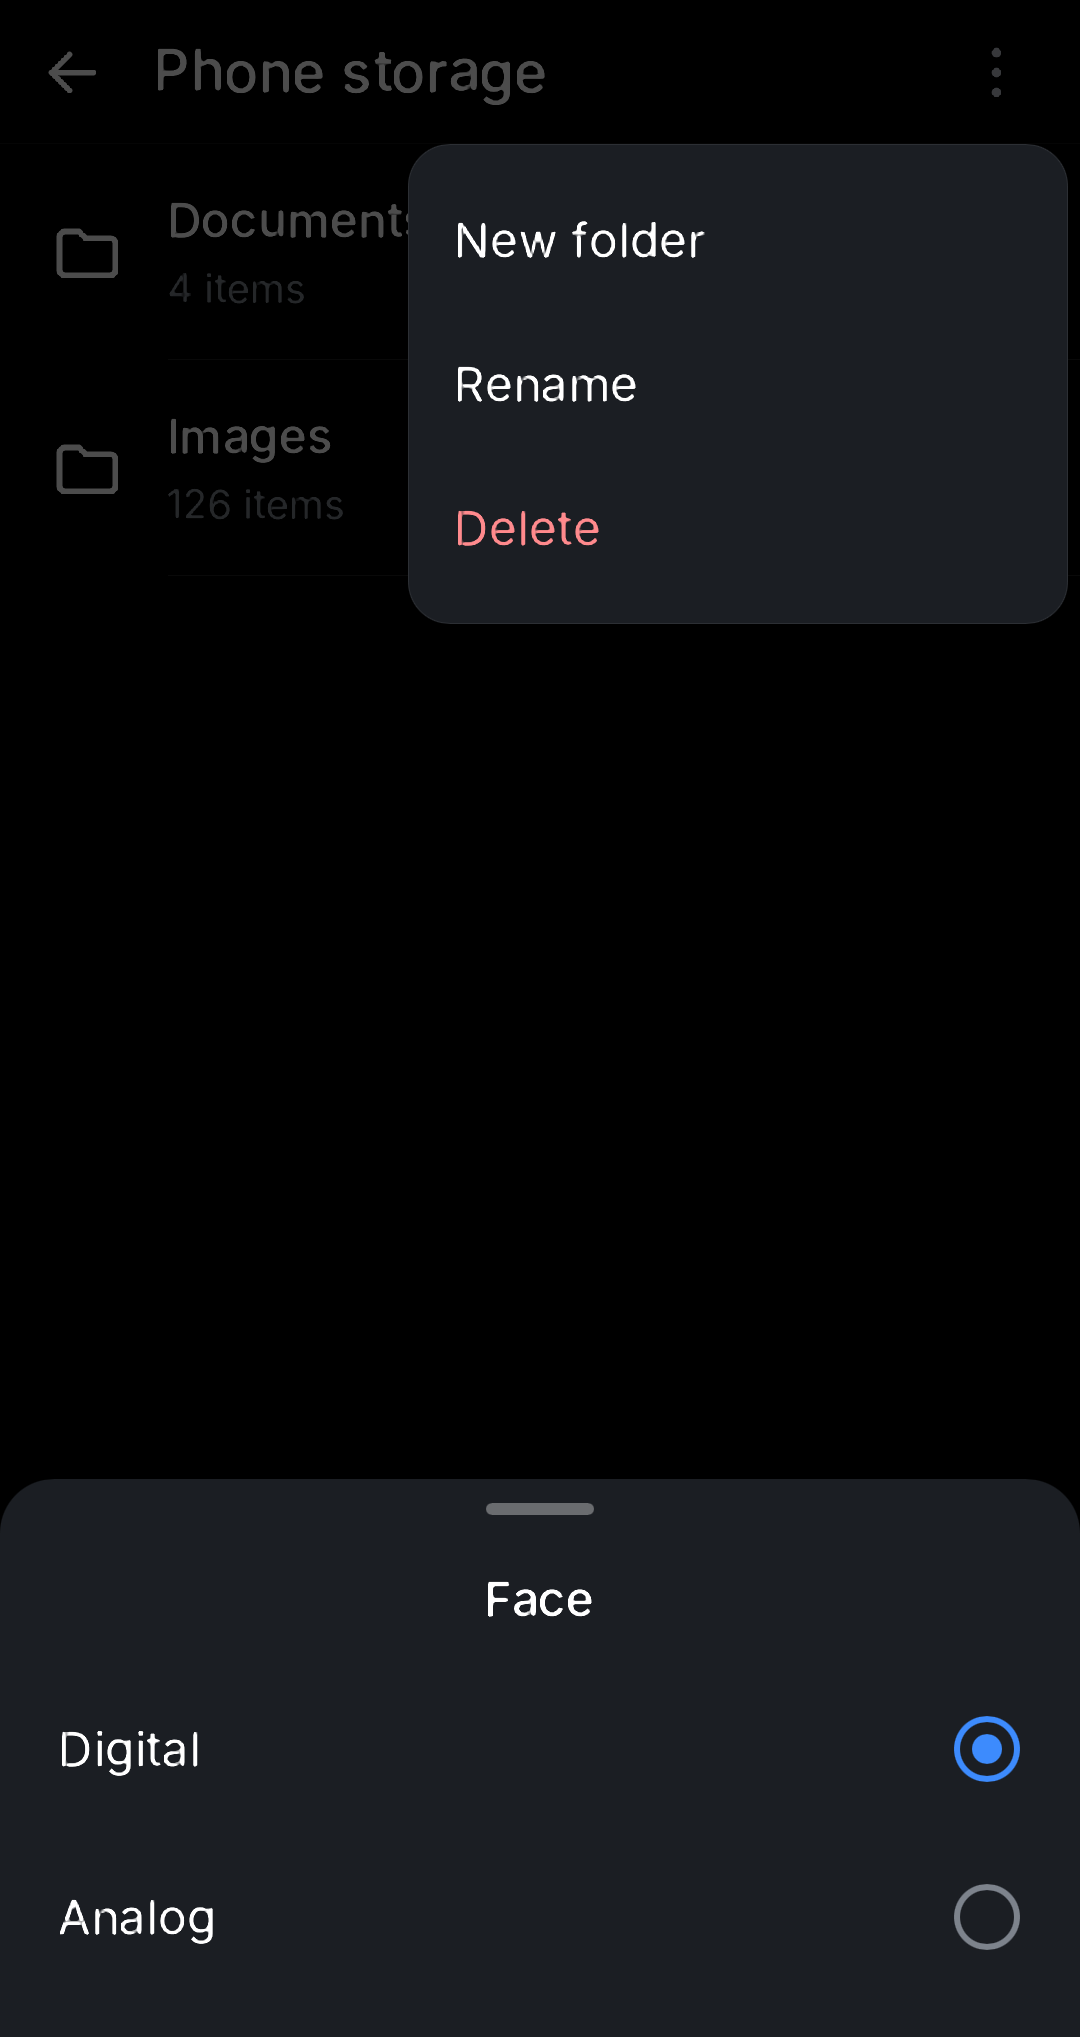 Phone storage
Documents
4 items
Images
126 items
New folder
Rename
Delete
Face
Digital
Analog